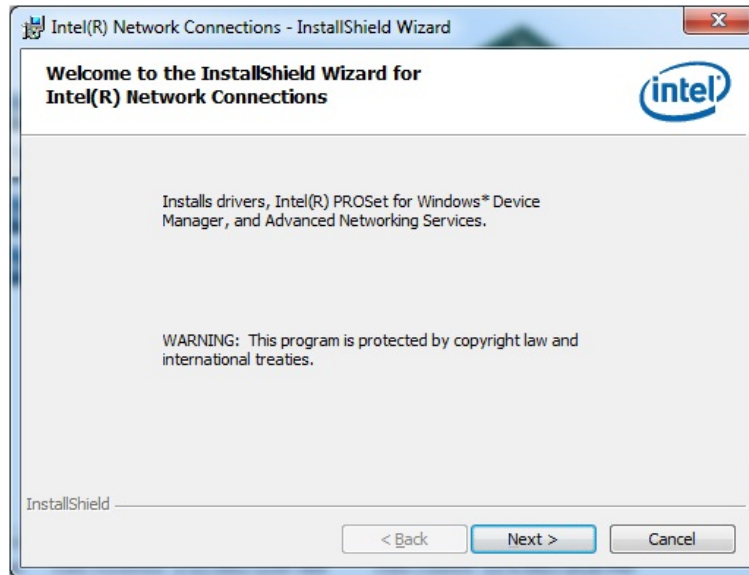 Intel(R) Network Connections - InstallShield Wizard
Welcome to the InstallShield Wizard for
Intel(R) Network Connections
intel
Installs drivers, Intel(R) PROSet for Windows* Device
Manager, and Advanced Networking Services.
WARNING:  This program is protected by copyright law and
international treaties.
InstallShield
< Back
Next >
Cancel